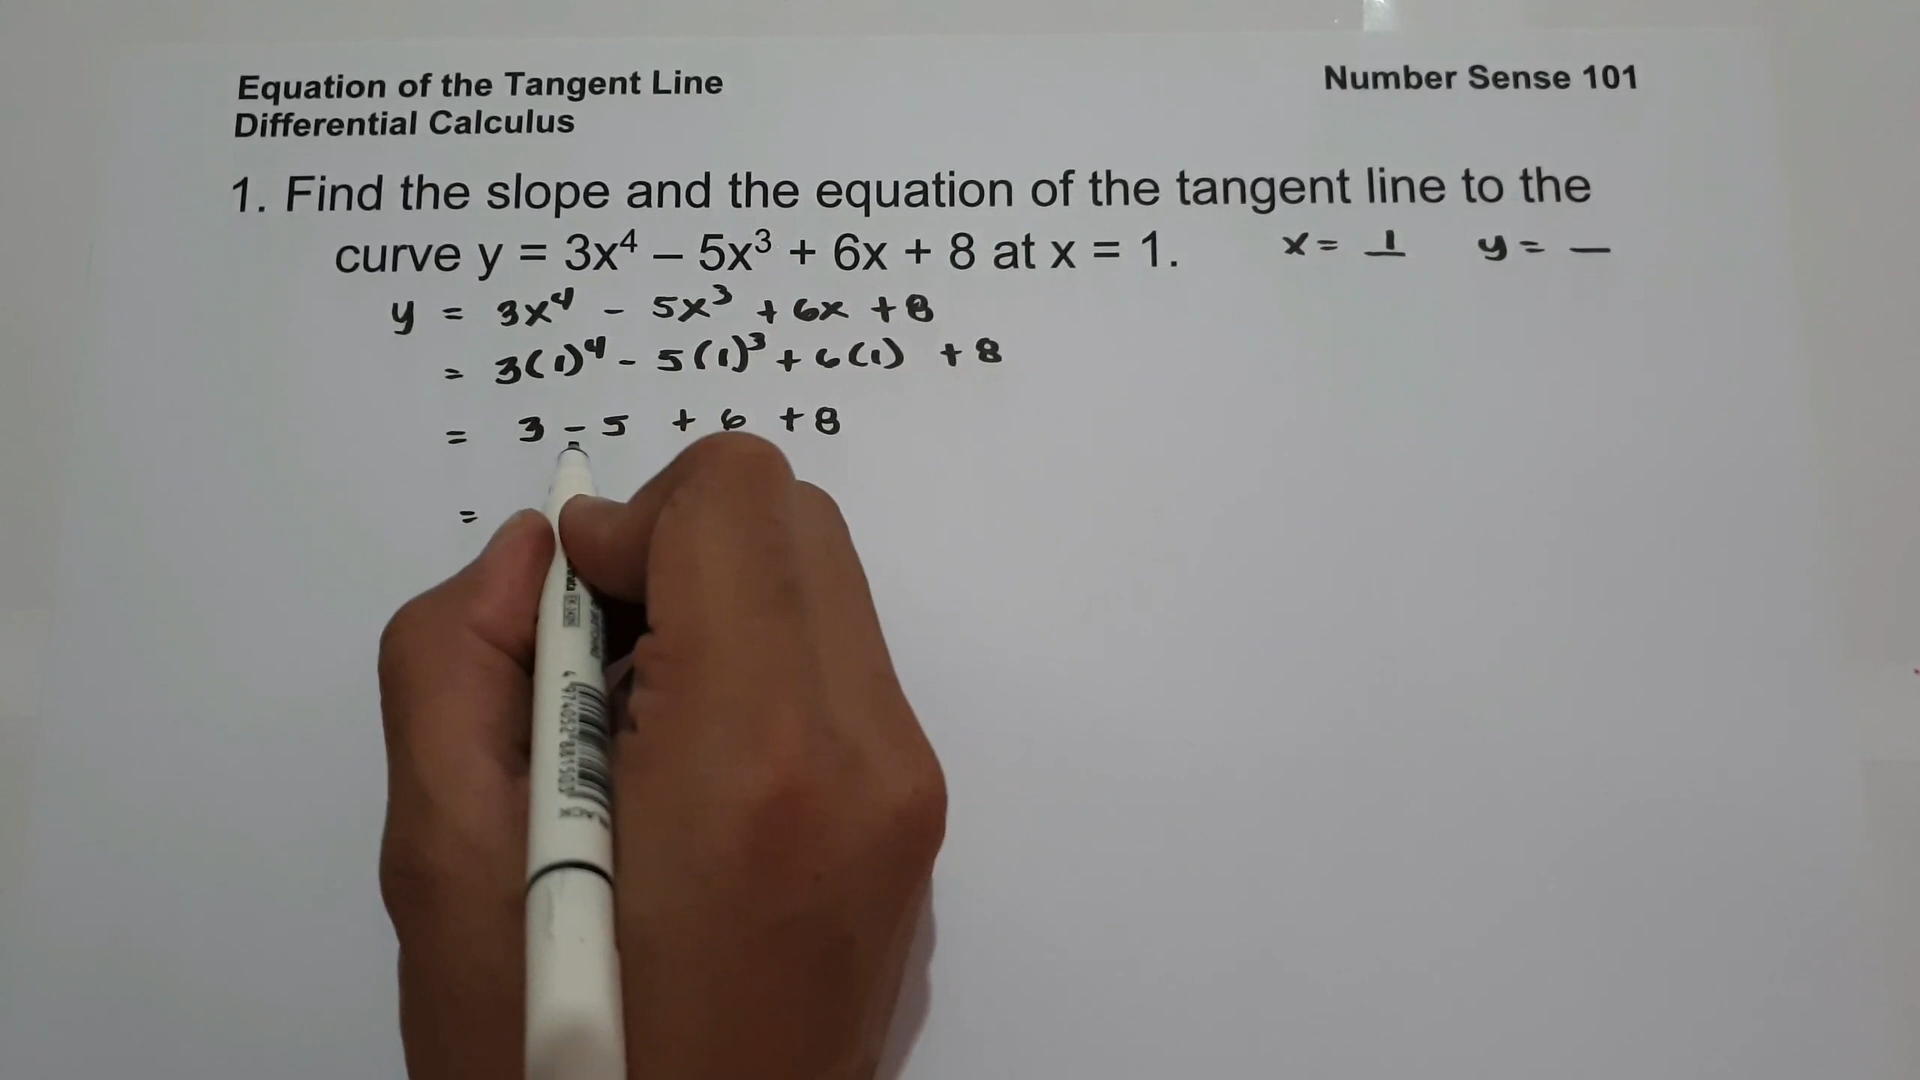 Equation of the Tangent Line
Number Sense 101
Differential Calculus
1. Find the slope and the equation of the tangent line to the
curve y = 3x⁴ – 5x³ + 6x + 8 at x = 1.
x = 1 y = _
y = 3x⁴ - 5x³ + 6x + 8
= 3(1)⁴ - 5(1)³ + 6(1) + 8
= 3 - 5 + 6 + 8
=